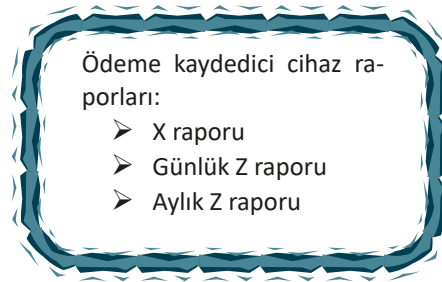 Ödeme kaydedici cihaz ra-
porları:
➢ X raporu
➢ Günlük Z raporu
➢ Aylık Z raporu